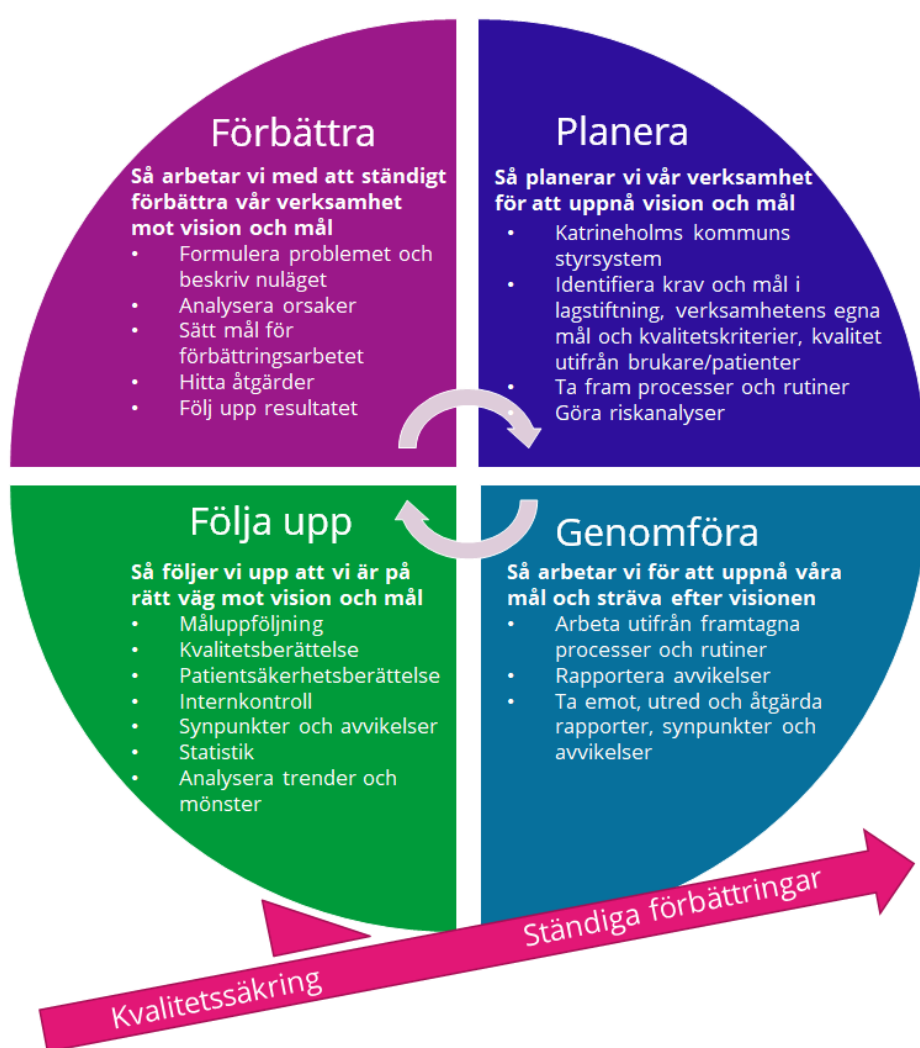 Förbättra
Så arbetar vi med att ständigt
förbättra vår verksamhet
mot vision och mål
• Formulera problemet och
beskriv nuläget
• Analysera orsaker
• Sätt mål för
förbättringsarbetet
• Hitta åtgärder
• Följ upp resultatet
Planera
Så planerar vi vår verksamhet
för att uppnå vision och mål
• Katrineholms kommuns
styrsystem
• Identifiera krav och mål i
lagstiftning, verksamhetens egna
mål och kvalitetskriterier, kvalitet
utifrån brukare/patienter
• Ta fram processer och rutiner
• Göra riskanalyser
Följa upp
Så följer vi upp att vi är på
rätt väg mot vision och mål
• Måluppföljning
• Kvalitetsberättelse
• Patientsäkerhetsberättelse
• Internkontroll
• Synpunkter och avvikelser
• Statistik
• Analysera trender och
mönster
Genomföra
Så arbetar vi för att uppnå våra
mål och sträva efter visionen
• Arbeta utifrån framtagna
processer och rutiner
• Rapportera avvikelser
• Ta emot, utred och åtgärda
rapporter, synpunkter och
avvikelser
Kvalitetssäkring
Ständiga förbättringar